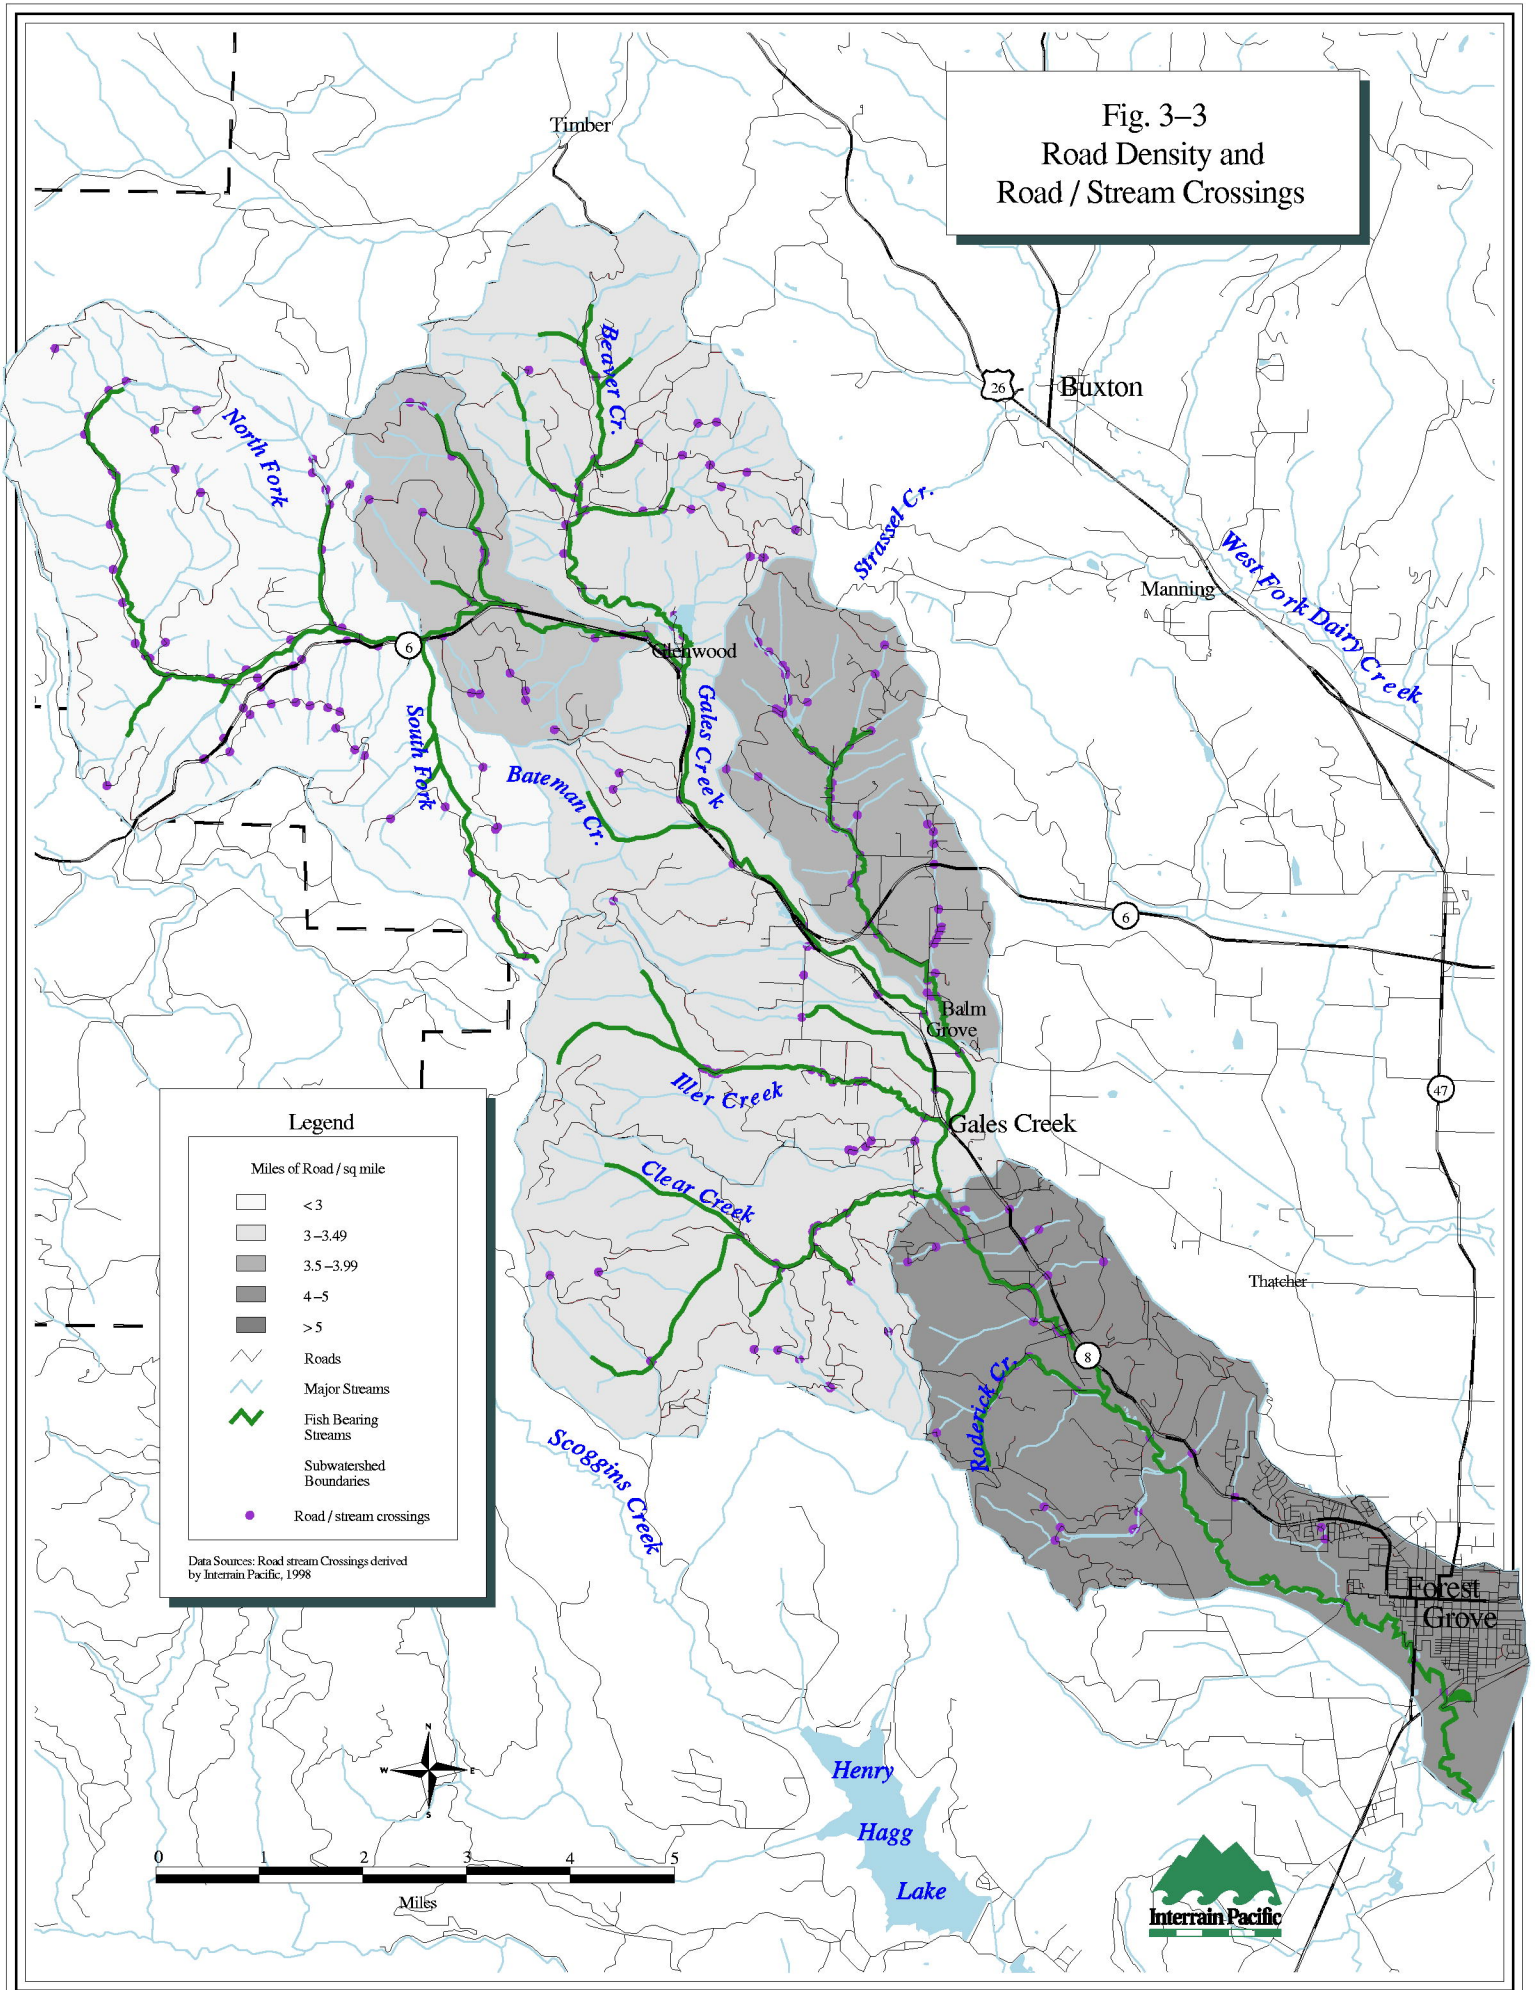 Fig. 3–3
Road Density and
Road / Stream Crossings
Timber
Beaver Cr.
North Fork
26
Buxton
Strassel Cr.
West Fork Dairy Creek
Manning
6
Glenwood
Gales Creek
South Fork
Bateman Cr.
6
Balm
Grove
Iller Creek
47
Gales Creek
Clear Creek
Thatcher
8
Roderick Cr.
Scoggins Creek
Forest
Grove
Legend
Miles of Road / sq mile
< 3
3–3.49
3.5–3.99
4–5
> 5
Roads
Major Streams
Fish Bearing
Streams
Subwatershed
Boundaries
Road / stream crossings
Data Sources: Road stream Crossings derived
by Interrain Pacific, 1998
N
W
E
S
0 1 2 3 4 5
Miles
Henry
Hagg
Lake
Interrain Pacific